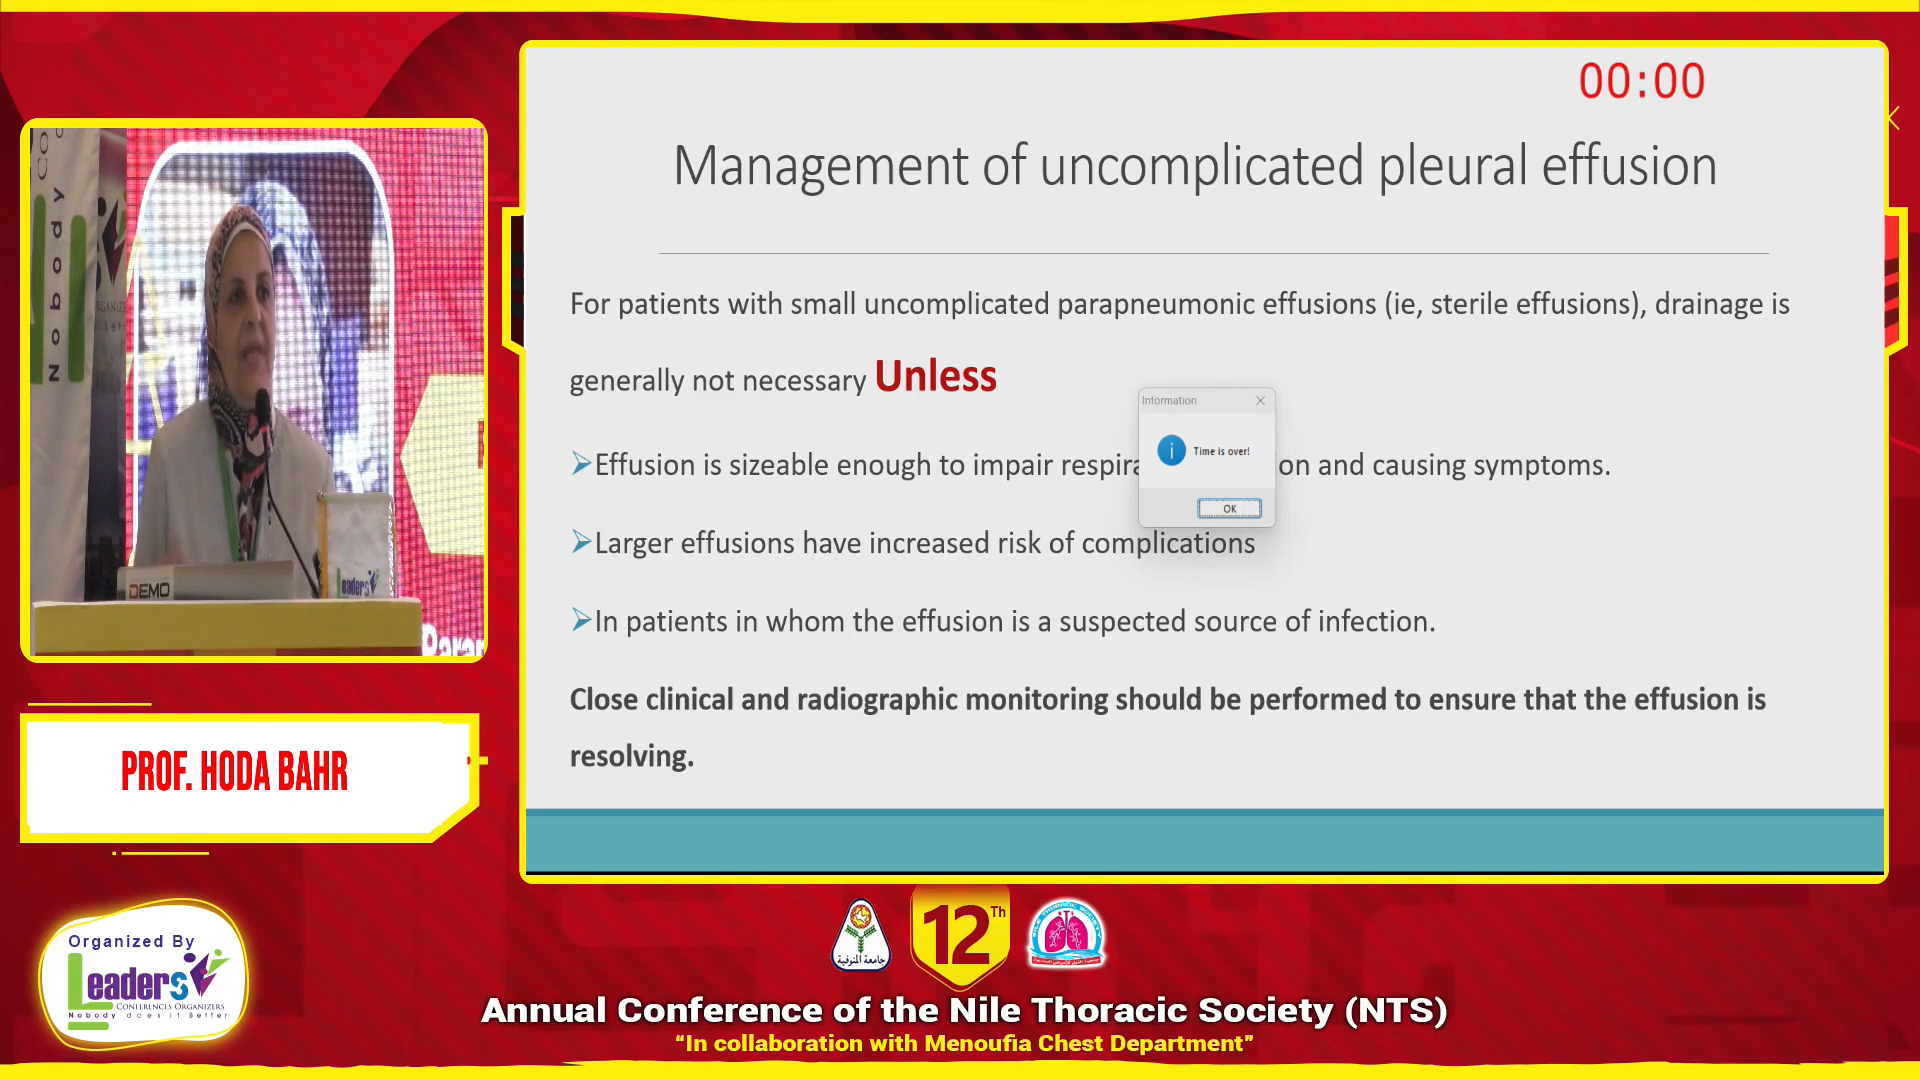 00:00
Management of uncomplicated pleural effusion
For patients with small uncomplicated parapneumonic effusions (ie, sterile effusions), drainage is
generally not necessary Unless
Information
Time is over!
OK
➢Effusion is sizeable enough to impair respira on and causing symptoms.
➢Larger effusions have increased risk of complications
➢In patients in whom the effusion is a suspected source of infection.
Close clinical and radiographic monitoring should be performed to ensure that the effusion is
resolving.
Nobody
CO
DEMO
Leaders
PROF. HODA BAHR
Organized By
Leaders
CONFERENCES ORGANIZERS
Nobody does it Better
جامعة المنوفية
12Th
Annual Conference of the Nile Thoracic Society (NTS)
“In collaboration with Menoufia Chest Department”